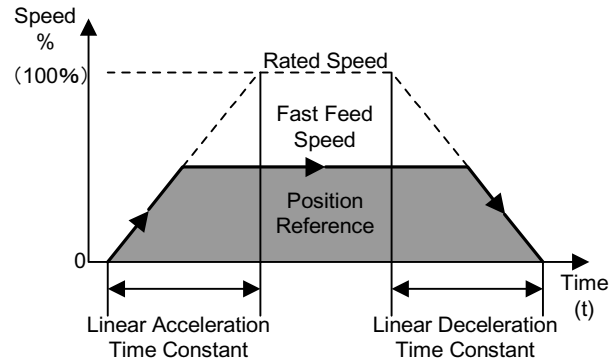 Speed
%
(100%)
Rated Speed
Fast Feed
Speed
Position
Reference
0
Time
(t)
Linear Acceleration
Time Constant
Linear Deceleration
Time Constant